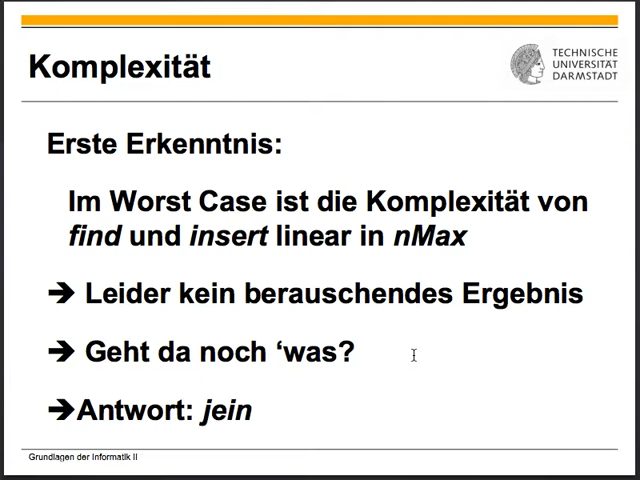 Komplexität
TECHNISCHE
UNIVERSITÄT
DARMSTADT
Erste Erkenntnis:
Im Worst Case ist die Komplexität von
find und insert linear in nMax
➔ Leider kein berauschendes Ergebnis
➔ Geht da noch ‘was?
➔Antwort: jein
Grundlagen der Informatik II